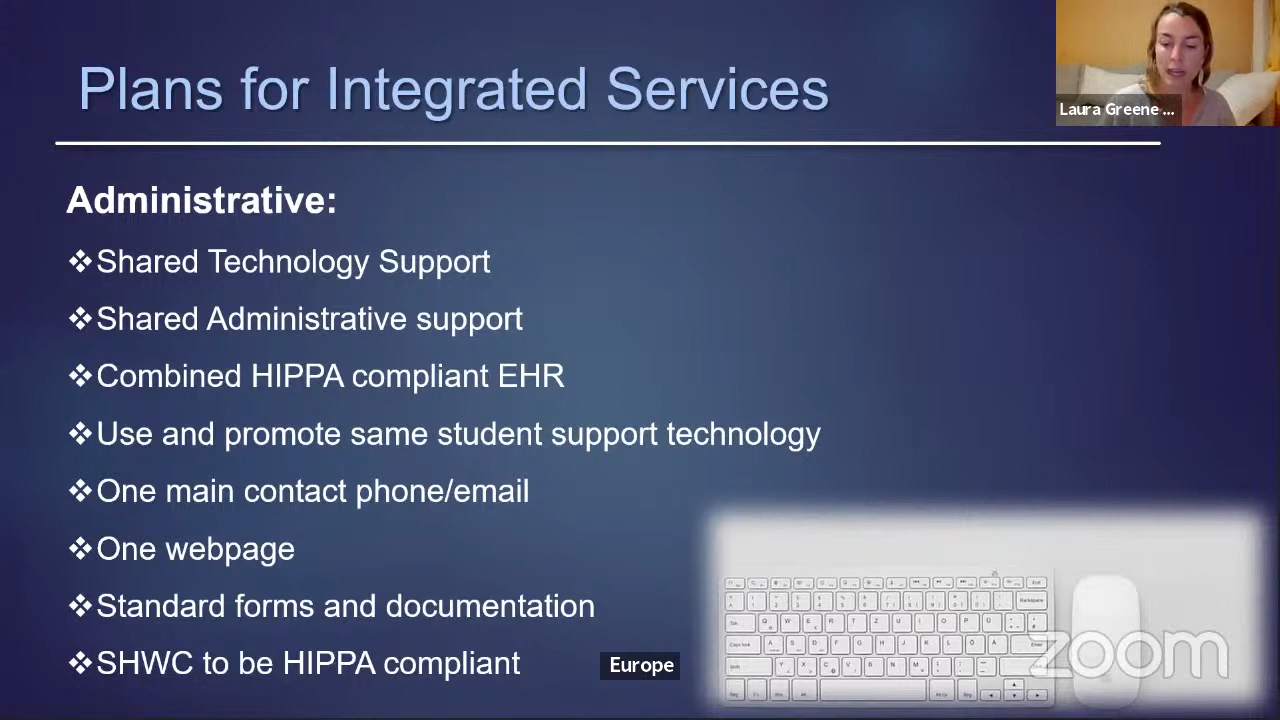 Plans for Integrated Services
Laura Greene ...
Administrative:
❖Shared Technology Support
❖Shared Administrative support
❖Combined HIPPA compliant EHR
❖Use and promote same student support technology
❖One main contact phone/email
❖One webpage
❖Standard forms and documentation
❖SHWC to be HIPPA compliant
Europe
zoom